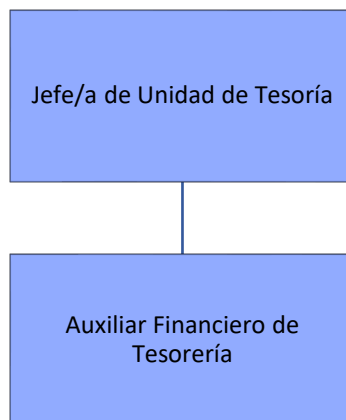 Jefe/a de Unidad de Tesoría
Auxiliar Financiero de
Tesorería